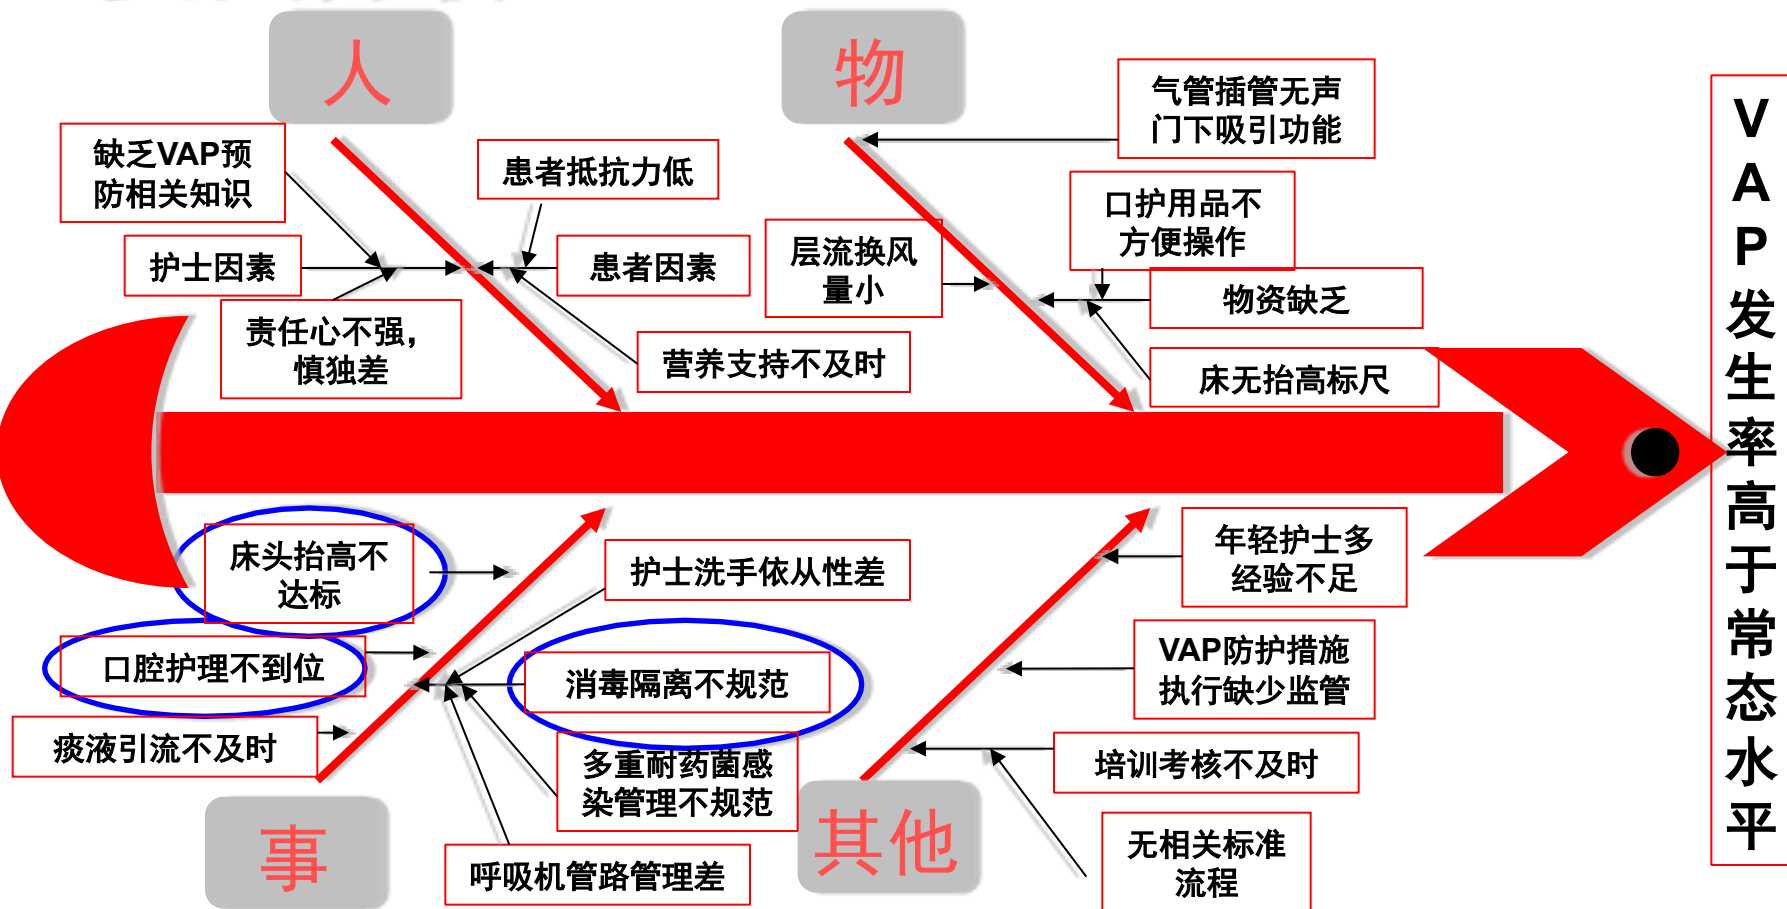 人
物
气管插管无声
门下吸引功能
缺乏VAP预
防相关知识
患者抵抗力低
口护用品不
方便操作
护士因素
患者因素
层流换风
量小
物资缺乏
责任心不强，
慎独差
营养支持不及时
床无抬高标尺
V
A
P
发
生
率
高
于
常
态
水
平
床头抬高不
达标
护士洗手依从性差
年轻护士多
经验不足
口腔护理不到位
消毒隔离不规范
VAP防护措施
执行缺少监管
痰液引流不及时
多重耐药菌感
染管理不规范
培训考核不及时
事
呼吸机管路管理差
其他
无相关标准
流程